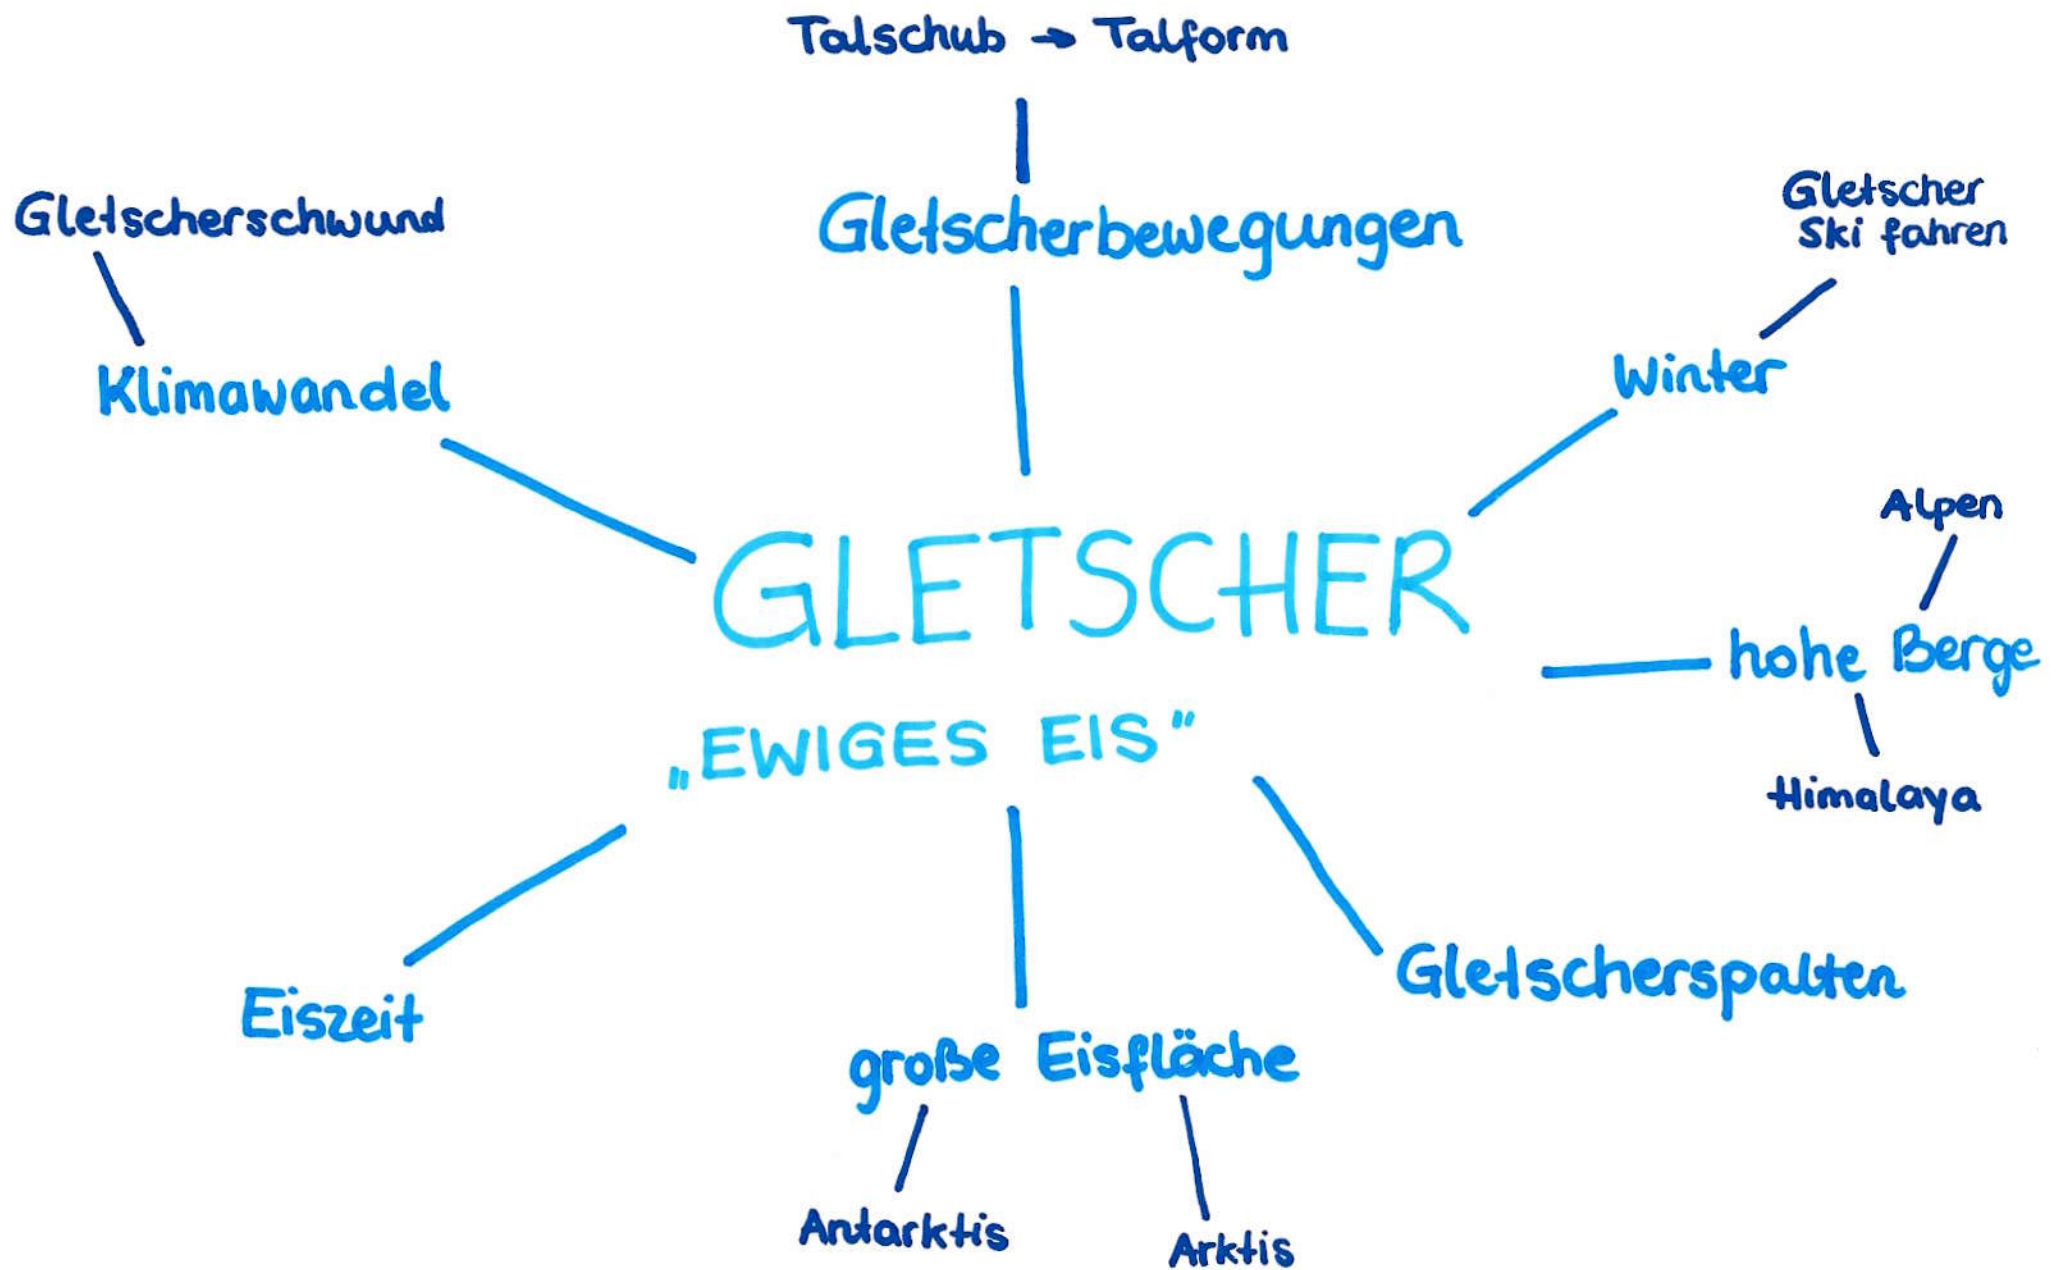 Talschub → Talform
Gletscherbewegungen
Gletscherschwund
Klimawandel
Gletscher
Ski fahren
Winter
GLETSCHER
„EWIGES EIS"
Alpen
hohe Berge
Himalaya
Eiszeit
große Eisfläche
Antarktis
Arktis
Gletscherspalten